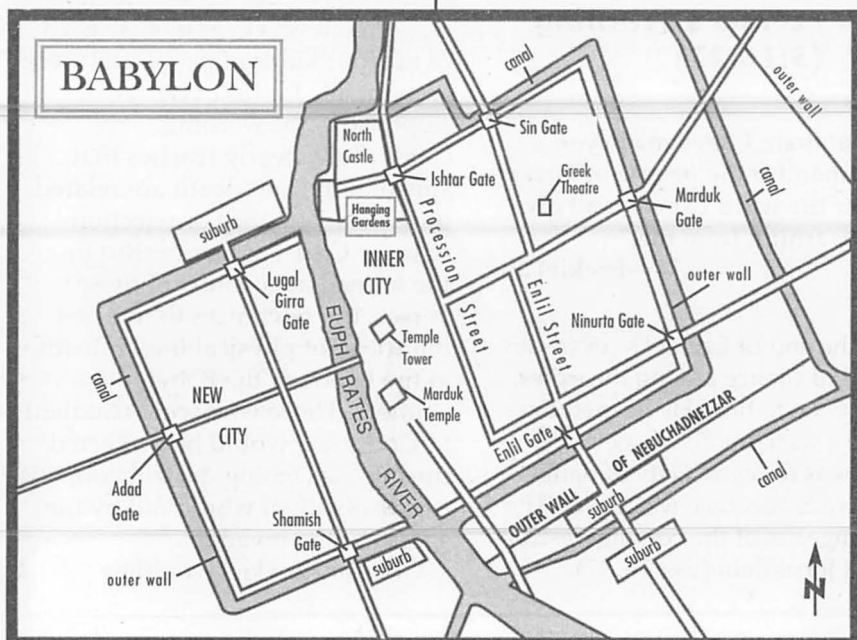 BABYLON
canal
outer wall
North
Castle
Sin Gate
Ishtar Gate
Greek
Theatre
Marduk
Gate
canal
suburb
Hanging
Gardens
Procession Street
INNER
CITY
Lugal
Girra
Gate
outer wall
Enlil Street
Ninurta Gate
EUPHRATES RIVER
Temple
Tower
canal
NEW
CITY
Marduk
Temple
Enlil Gate
OUTER WALL OF NEBUCHADNEZZAR
canal
Adad
Gate
Shamish
Gate
suburb
suburb
suburb
outer wall
N